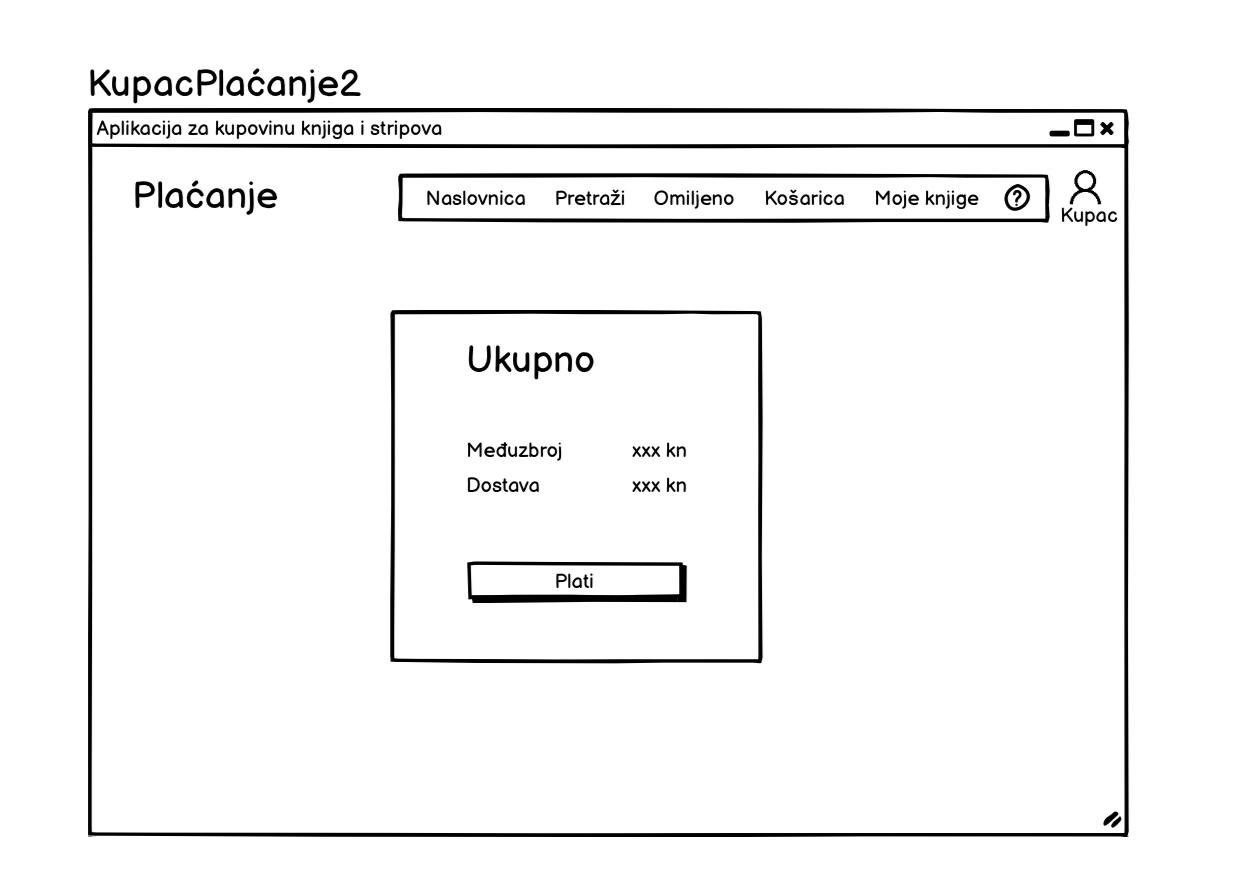 KupacPlaćanje2
Aplikacija za kupovinu knjiga i stripova
Plaćanje
Naslovnica Pretraži Omiljeno Košarica Moje knjige ?
Kupac
Ukupno
Međuzbroj xxx kn
Dostava xxx kn
Plati